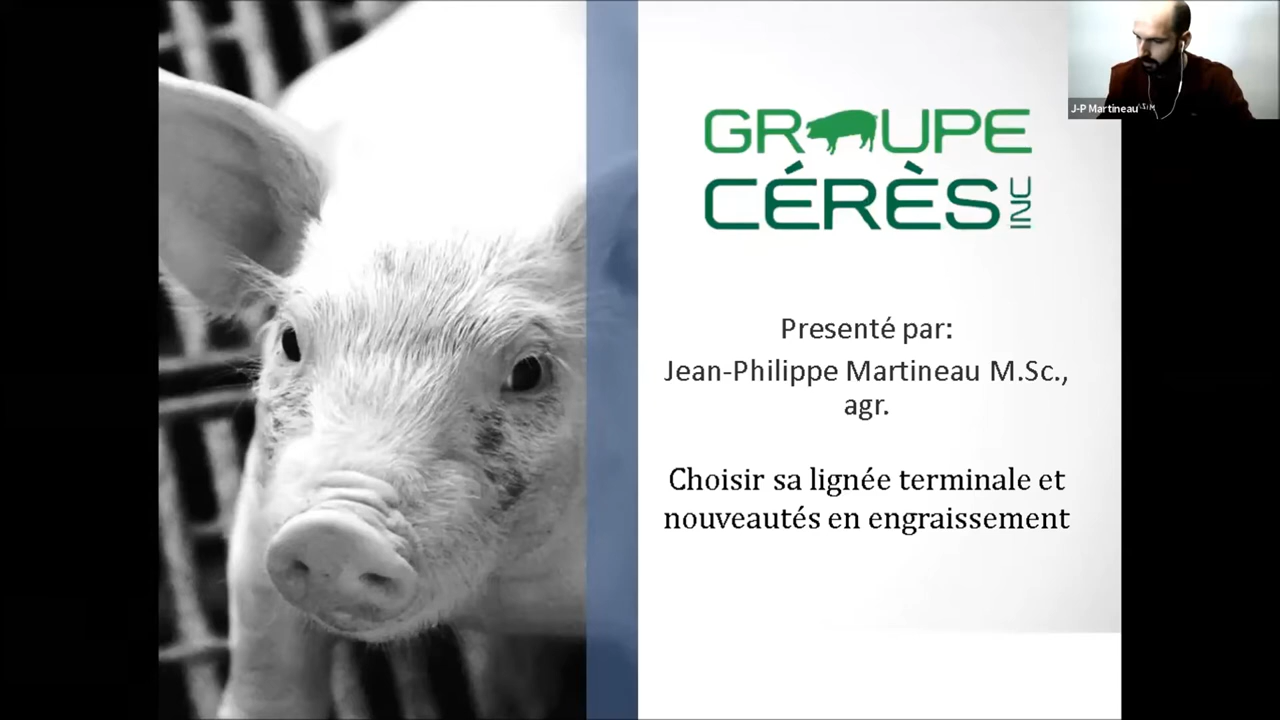 GROUPE
CÉRÈS INC
J-P Martineau
Presenté par:
Jean-Philippe Martineau M.Sc.,
agr.
Choisir sa lignée terminale et
nouveautés en engraissement